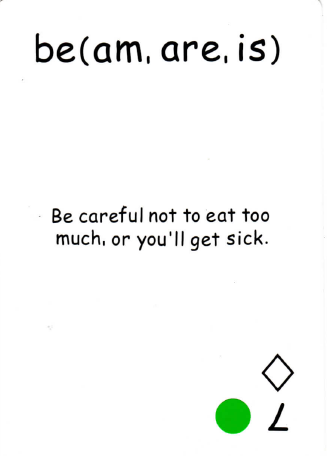 be(am, are, is)
Be careful not to eat too
much, or you'll get sick.
7